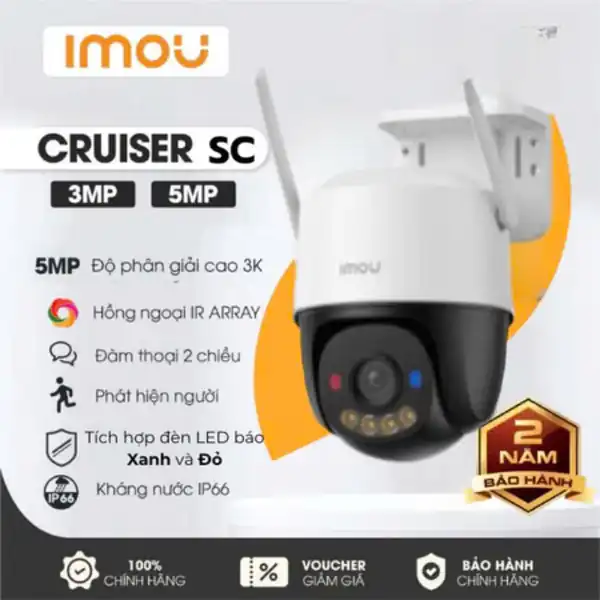 imou
CRUISER SC
3MP 5MP
5MP Độ phân giải cao 3K
Hồng ngoại IR ARRAY
Đàm thoại 2 chiều
Phát hiện người
Tích hợp đèn LED báo
Xanh và Đỏ
IP66 Kháng nước IP66
imou
2
NĂM
BẢO HÀNH
100%
CHÍNH HÃNG
VOUCHER
GIẢM GIÁ
BẢO HÀNH
CHÍNH HÃNG